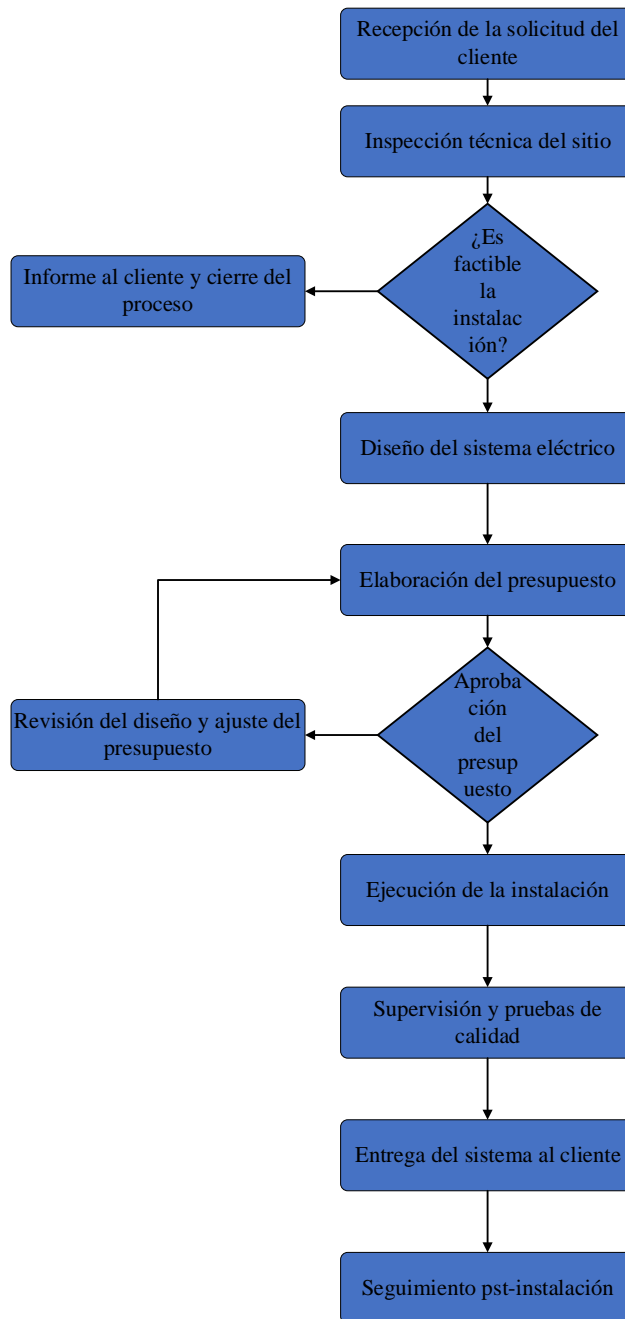 Recepción de la solicitud del
cliente
Inspección técnica del sitio
¿Es
factible
la
instalac
ión?
Informe al cliente y cierre del
proceso
Diseño del sistema eléctrico
Elaboración del presupuesto
Aproba
ción
del
presup
uesto
Revisión del diseño y ajuste del
presupuesto
Ejecución de la instalación
Supervisión y pruebas de
calidad
Entrega del sistema al cliente
Seguimiento pst-instalación